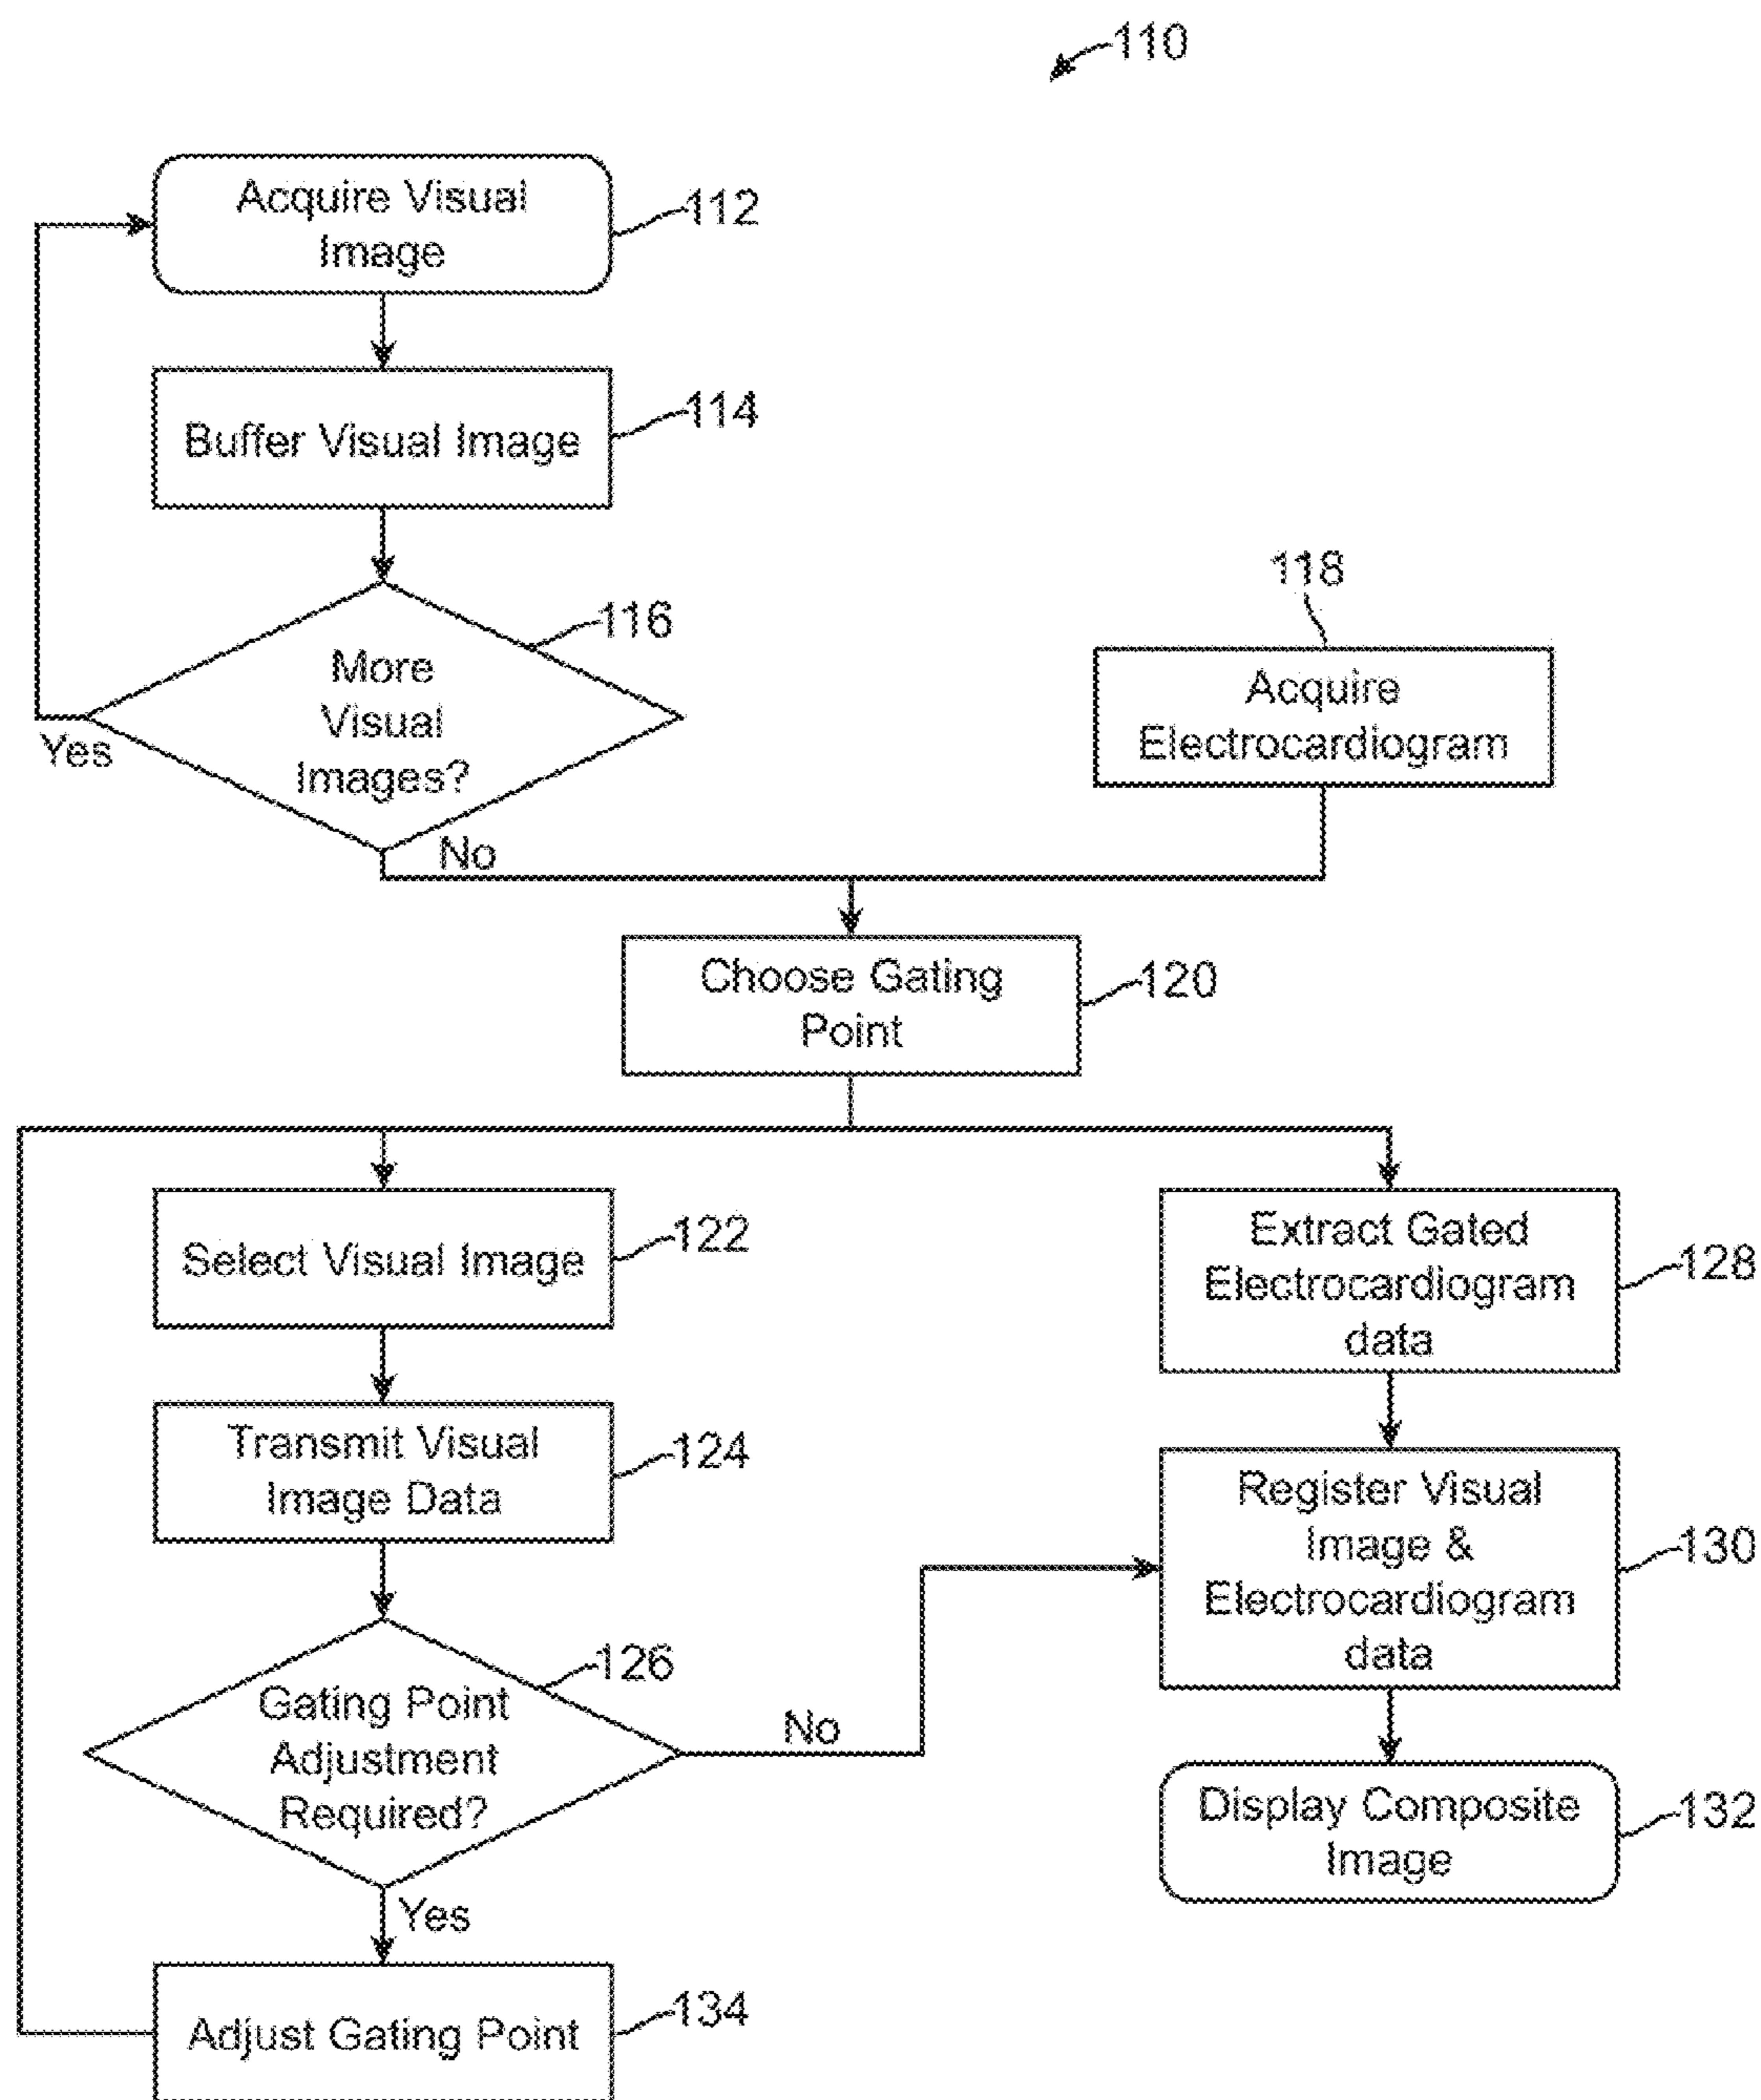 110
Acquire Visual
Image
112
Buffer Visual Image
114
More
Visual
Images?
116
Yes
No
118
Acquire
Electrocardiogram
Choose Gating
Point
120
Select Visual Image
122
Transmit Visual
Image Data
124
Gating Point
Adjustment
Required?
126
No
Yes
Adjust Gating Point
134
Extract Gated
Electrocardiogram
data
128
Register Visual
Image &
Electrocardiogram
data
130
Display Composite
Image
132